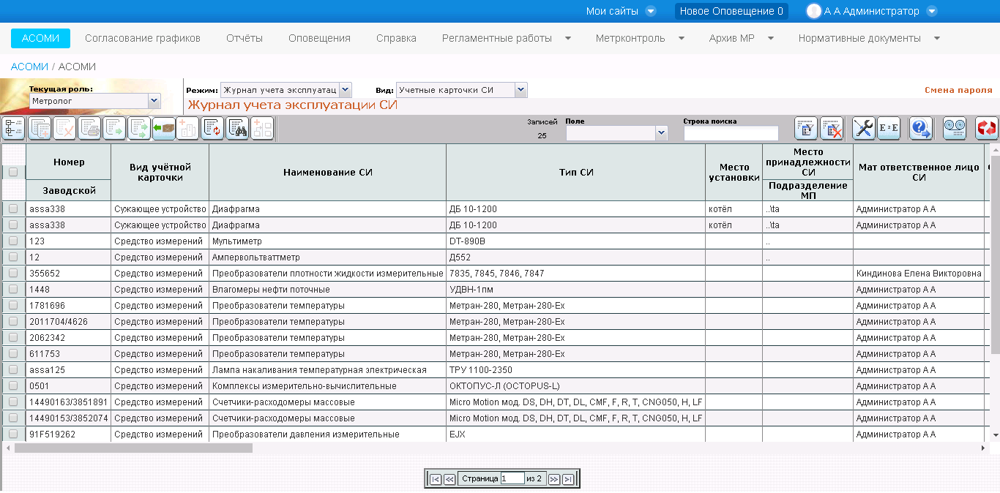 Мои сайты Новое Оповещение 0 А А Администратор
АСОМИ Согласование графиков Отчёты Оповещения Справка Регламентные работы Метрконтроль Архив МР Нормативные документы
АСОМИ / АСОМИ
Текущая роль:
Метролог
Режим: Журнал учета эксплуатац Вид: Учетные карточки СИ
Смена пароля
Журнал учета эксплуатации СИ
Записей
25
Поле
Строка поиска
E²E
Номер
Заводской
Вид учётной карточки
Наименование СИ
Тип СИ
Место установки
Место принадлежности СИ
Подразделение МП
Мат ответственное лицо СИ
assa338 Сужающее устройство Диафрагма ДБ 10-1200 котёл ..\ta Администратор А А
assa338 Сужающее устройство Диафрагма ДБ 10-1200 котёл ..\ta Администратор А А
123 Средство измерений Мультиметр DT-890B ..
12 Средство измерений Ампервольтваттметр Д552 ..
355652 Средство измерений Преобразователи плотности жидкости измерительные 7835, 7845, 7846, 7847 Киндинова Елена Викторовна
1448 Средство измерений Влагомеры нефти поточные УДВН-1пм Администратор А А
1781696 Средство измерений Преобразователи температуры Метран-280, Метран-280-Ex Администратор А А
2011704/4626 Средство измерений Преобразователи температуры Метран-280, Метран-280-Ex Администратор А А
2062342 Средство измерений Преобразователи температуры Метран-280, Метран-280-Ex Администратор А А
611753 Средство измерений Преобразователи температуры Метран-280, Метран-280-Ex Администратор А А
assa125 Средство измерений Лампа накаливания температурная электрическая ТРУ 1100-2350 Администратор А А
0501 Средство измерений Комплексы измерительно-вычислительные ОКТОПУС-Л (OCTOPUS-L) Администратор А А
14490163/3851891 Средство измерений Счетчики-расходомеры массовые Micro Motion мод. DS, DH, DT, DL, CMF, F, R, T, CNG050, H, LF Администратор А А
14490153/3852074 Средство измерений Счетчики-расходомеры массовые Micro Motion мод. DS, DH, DT, DL, CMF, F, R, T, CNG050, H, LF Администратор А А
91F519262 Средство измерений Преобразователи давления измерительные EJX Администратор А А
Страница 1 из 2